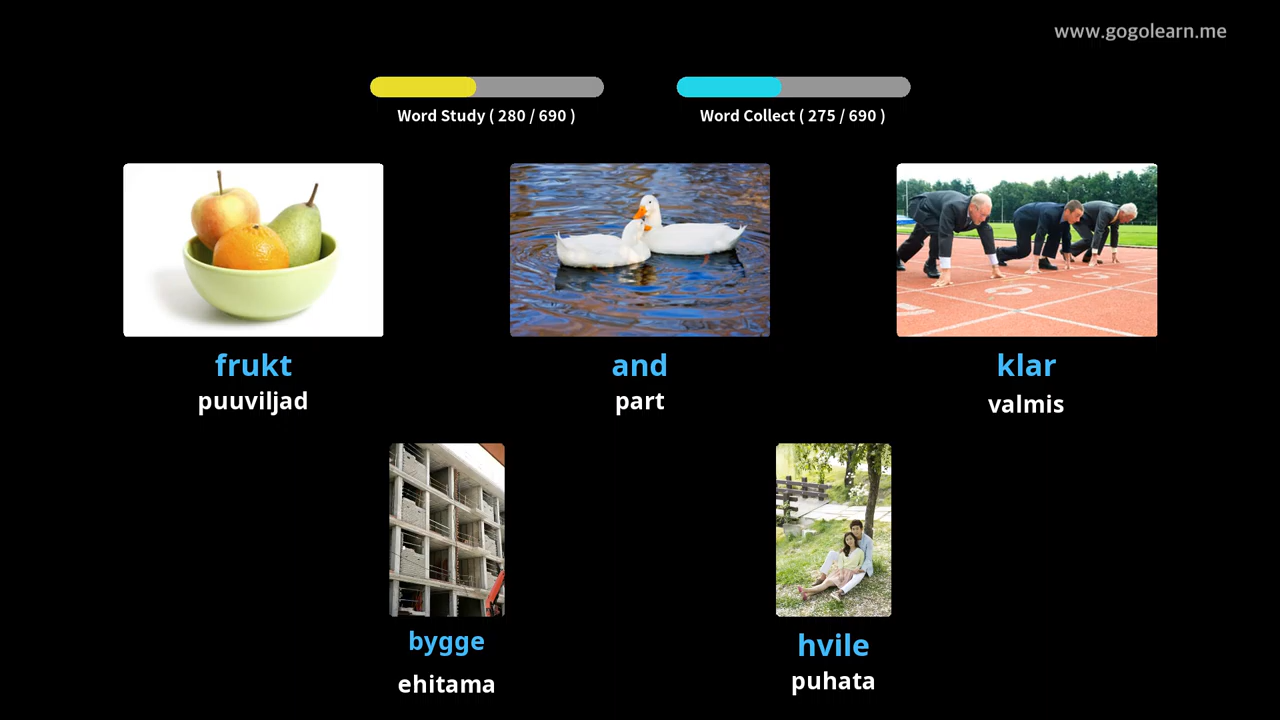 www.gogolearn.me
Word Study ( 280 / 690 )
Word Collect ( 275 / 690 )
frukt
puuviljad
and
part
klar
valmis
bygge
ehitama
hvile
puhata